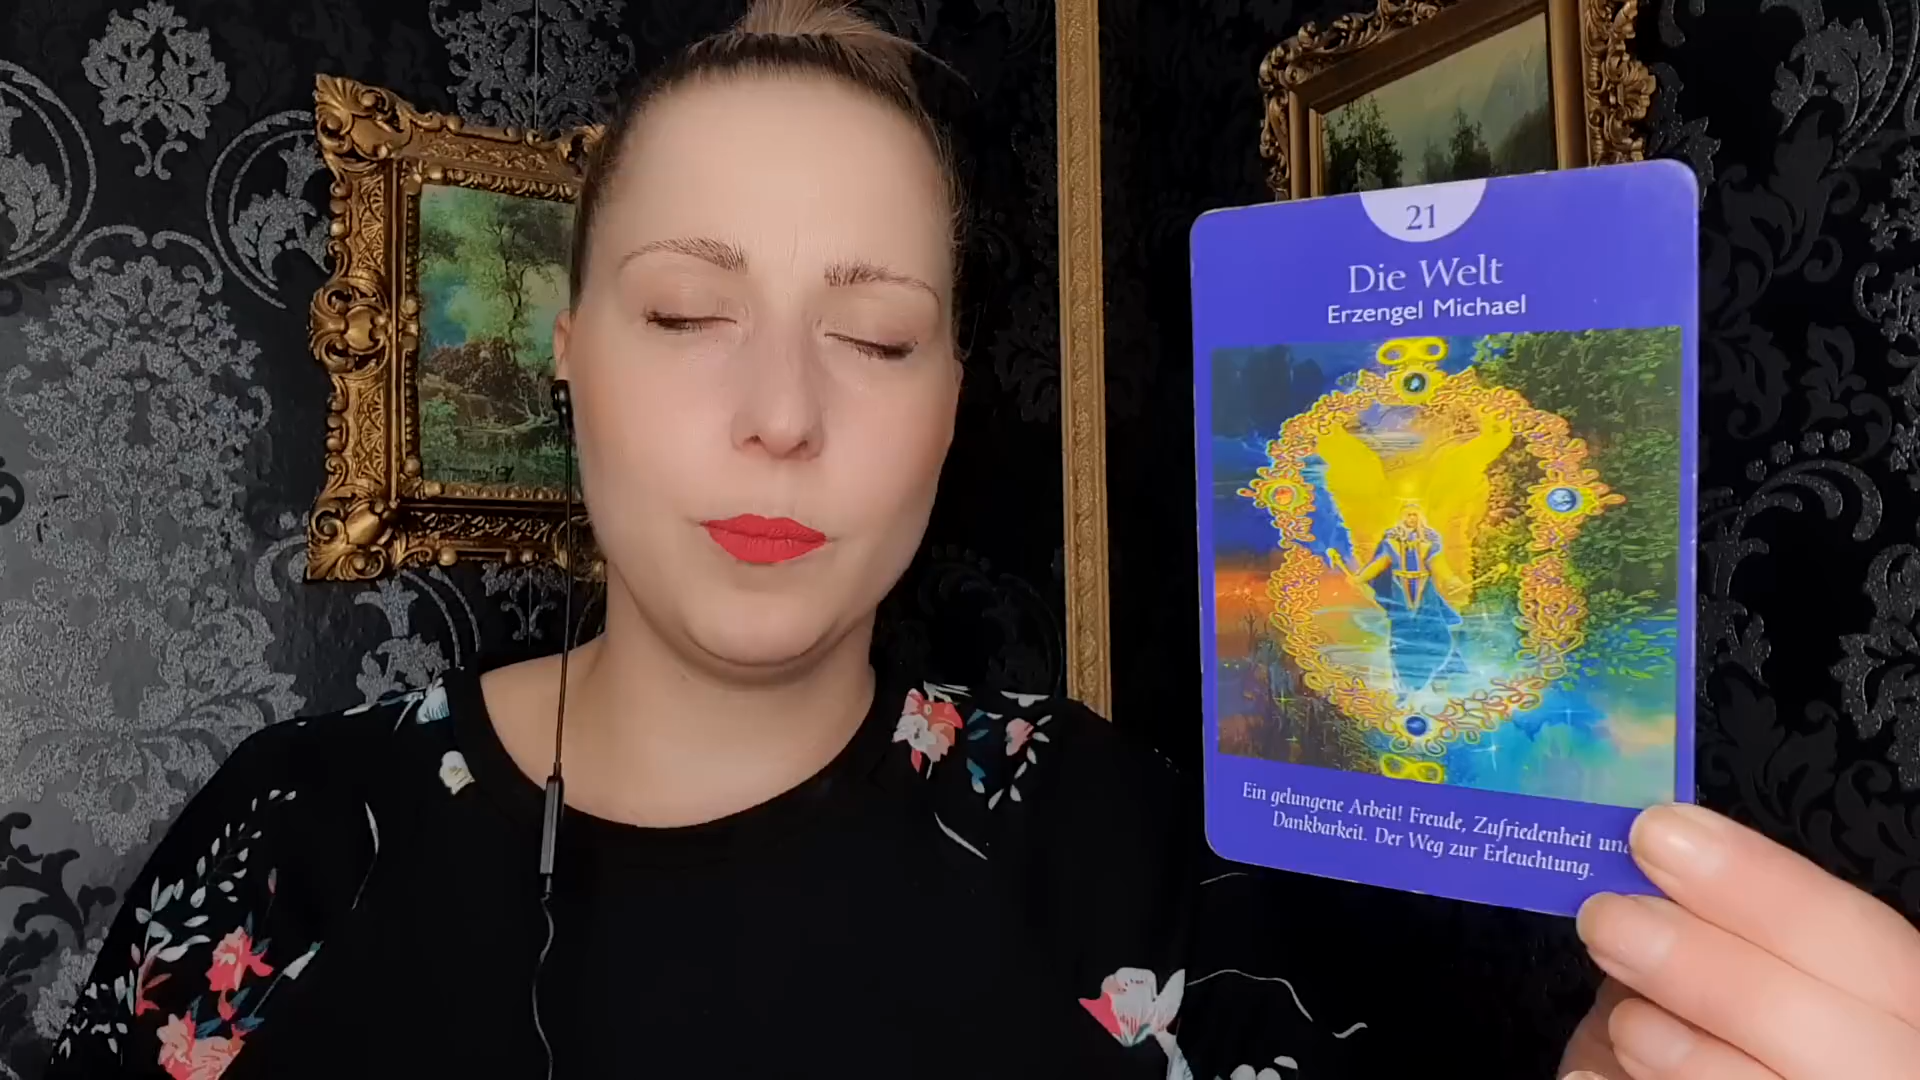 21
Die Welt
Erzengel Michael
Ein gelungene Arbeit! Freude, Zufriedenheit und
Dankbarkeit. Der Weg zur Erleuchtung.